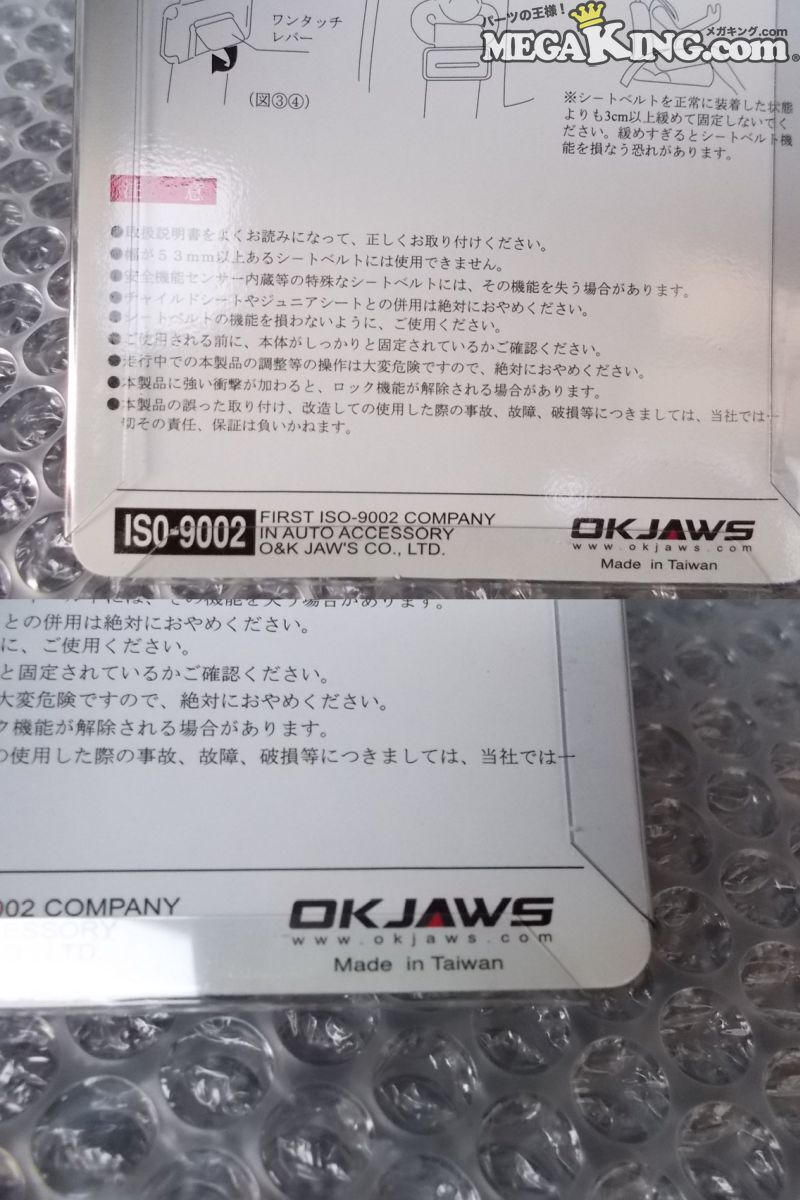 ワンタッチ
レバー
(図③④)
パーツの王様!
メガキング.com
MEGAKING.com®
※シートベルトを正常に装着した状態
よりも3cm以上緩めて固定しないでく
ださい。緩めすぎるとシートベルト機
能を損なう恐れがあります。
注 意
●取扱説明書をよくお読みになって、正しくお取り付けください。
●幅が53mm以上あるシートベルトには使用できません。
●安全機能センサー内蔵等の特殊なシートベルトには、その機能を失う場合があります。
●チャイルドシートやジュニアシートとの併用は絶対におやめください。
●シートベルトの機能を損わないように、ご使用ください。
●ご使用される前に、本体がしっかりと固定されているかご確認ください。
●走行中での本製品の調整等の操作は大変危険ですので、絶対におやめください。
●本製品に強い衝撃が加わると、ロック機能が解除される場合があります。
●本製品の誤った取り付け、改造しての使用した際の事故、故障、破損等につきましては、当社では一
切その責任、保証は負いかねます。
ISO-9002
FIRST ISO-9002 COMPANY
IN AUTO ACCESSORY
O&K JAW'S CO., LTD.
OKJAWS
www.okjaws.com
Made in Taiwan
トには、その機能を失う場合があります。
との併用は絶対におやめください。
に、ご使用ください。
と固定されているかご確認ください。
大変危険ですので、絶対におやめください。
ク機能が解除される場合があります。
の使用した際の事故、故障、破損等につきましては、当社では一
002 COMPANY
ESSORY
LTD.
OKJAWS
www.okjaws.com
Made in Taiwan